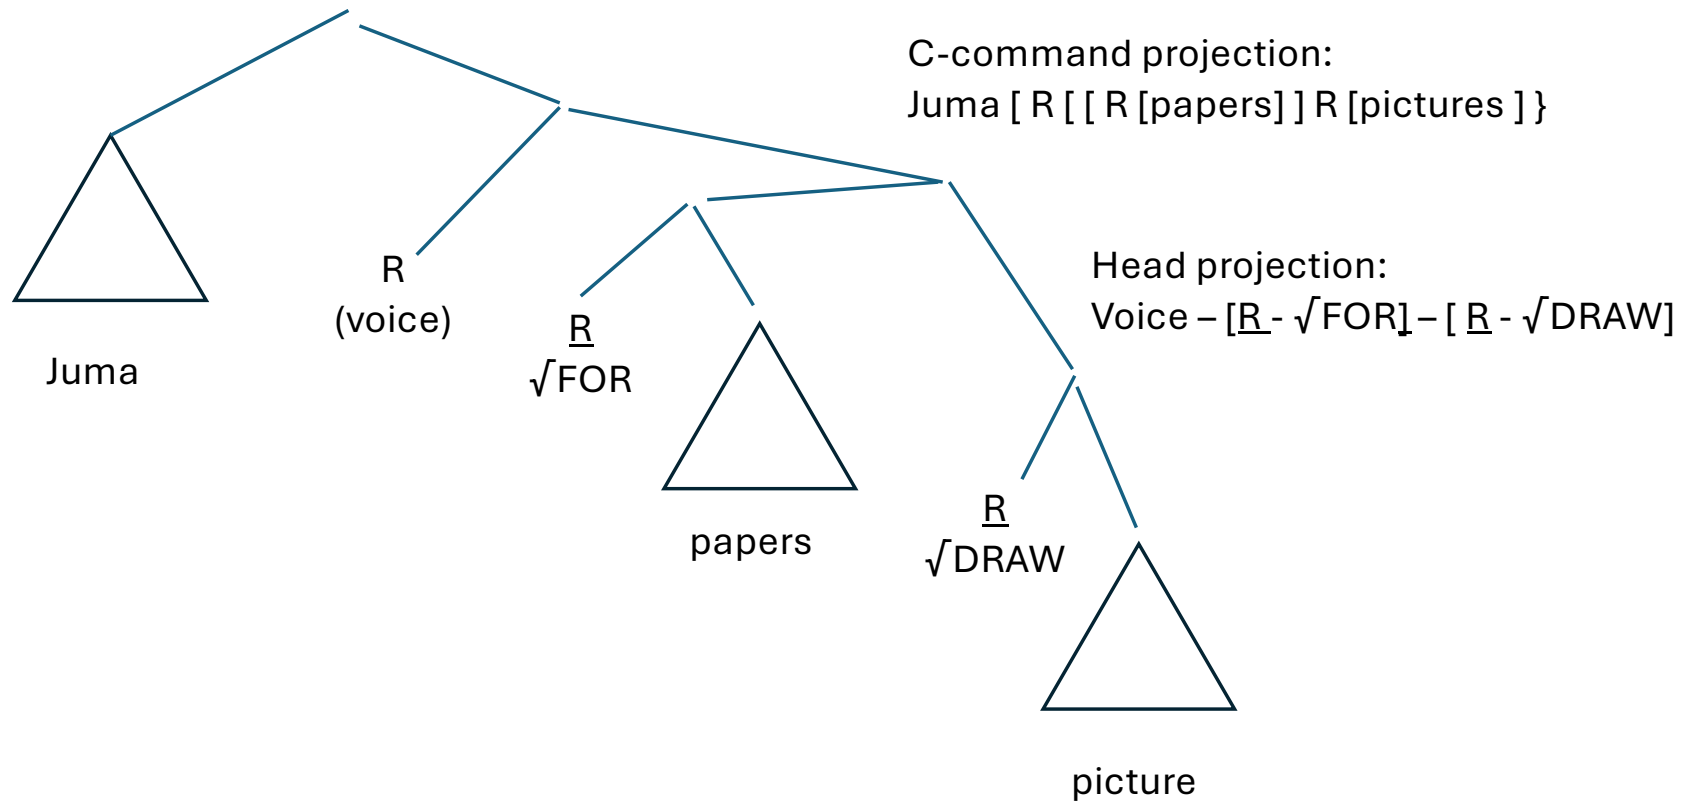 C-command projection:
Juma [ R [ [ R [papers] ] R [pictures ] }
Juma
R
(voice)
R
√FOR
papers
Head projection:
Voice – [R - √FOR] – [ R - √DRAW]
R
√DRAW
picture